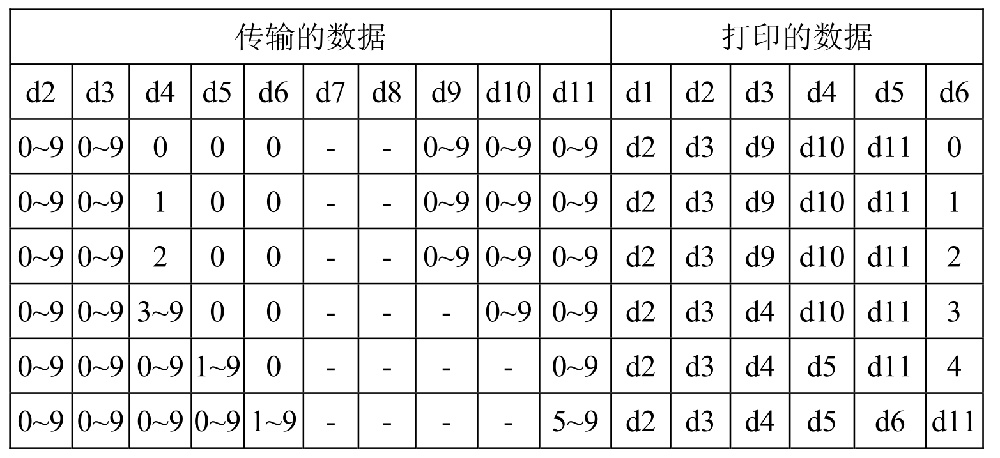 传输的数据 打印的数据
d2 d3 d4 d5 d6 d7 d8 d9 d10 d11 d1 d2 d3 d4 d5 d6
0~9 0~9 0 0 0 - - 0~9 0~9 0~9 d2 d3 d9 d10 d11 0
0~9 0~9 1 0 0 - - 0~9 0~9 0~9 d2 d3 d9 d10 d11 1
0~9 0~9 2 0 0 - - 0~9 0~9 0~9 d2 d3 d9 d10 d11 2
0~9 0~9 3~9 0 0 - - - 0~9 0~9 d2 d3 d4 d10 d11 3
0~9 0~9 0~9 1~9 0 - - - - 0~9 d2 d3 d4 d5 d11 4
0~9 0~9 0~9 0~9 1~9 - - - - 5~9 d2 d3 d4 d5 d6 d11